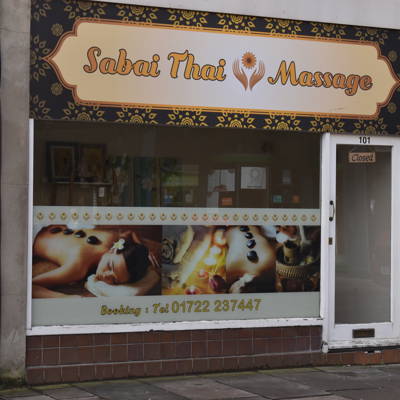 Sabai Thai Massage
101
Closed
Booking : Tel 01722 237447